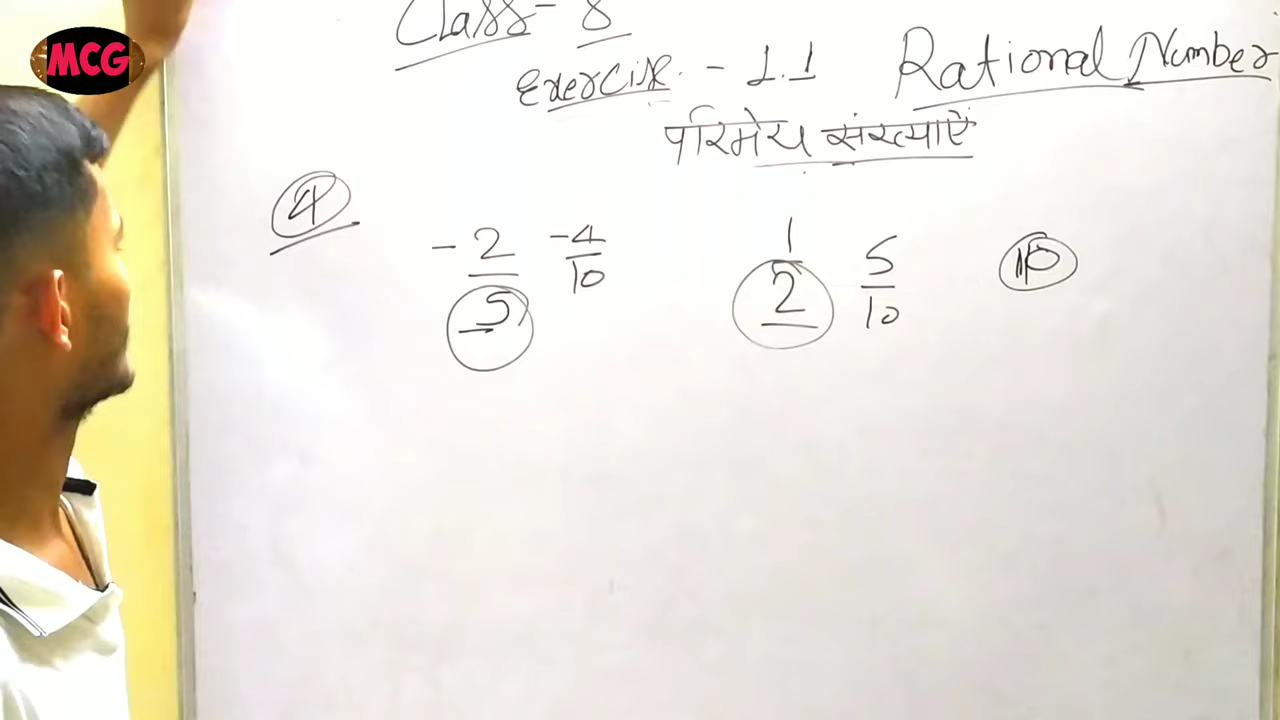 MCG
Class - 8
Exercise - 1.1 Rational Number
परिमेय संख्याऐं
4
-2/5 -4/10 1/2 5/10 10